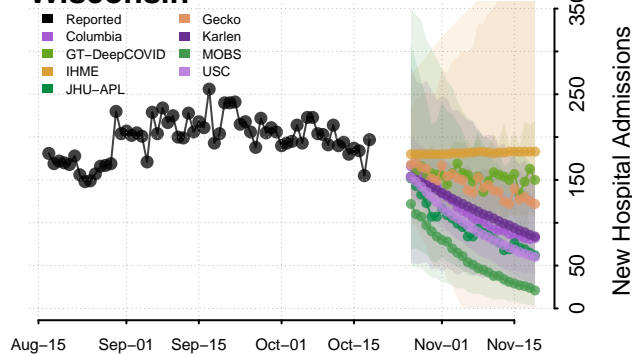 Wisconsin
Reported
Columbia
GT−DeepCOVID
IHME
JHU−APL
Gecko
Karlen
MOBS
USC
350
250
150
50
0
New Hospital Admissions
Aug−15
Sep−01
Sep−15
Oct−01
Oct−15
Nov−01
Nov−15